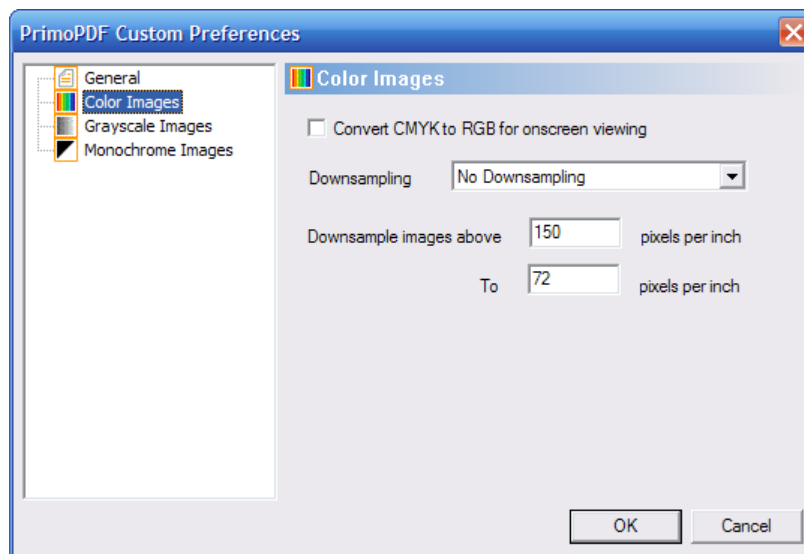 PrimoPDF Custom Preferences
General
Color Images
Grayscale Images
Monochrome Images
Color Images
Convert CMYK to RGB for onscreen viewing
Downsampling No Downsampling
Downsample images above 150 pixels per inch
To 72 pixels per inch
OK Cancel